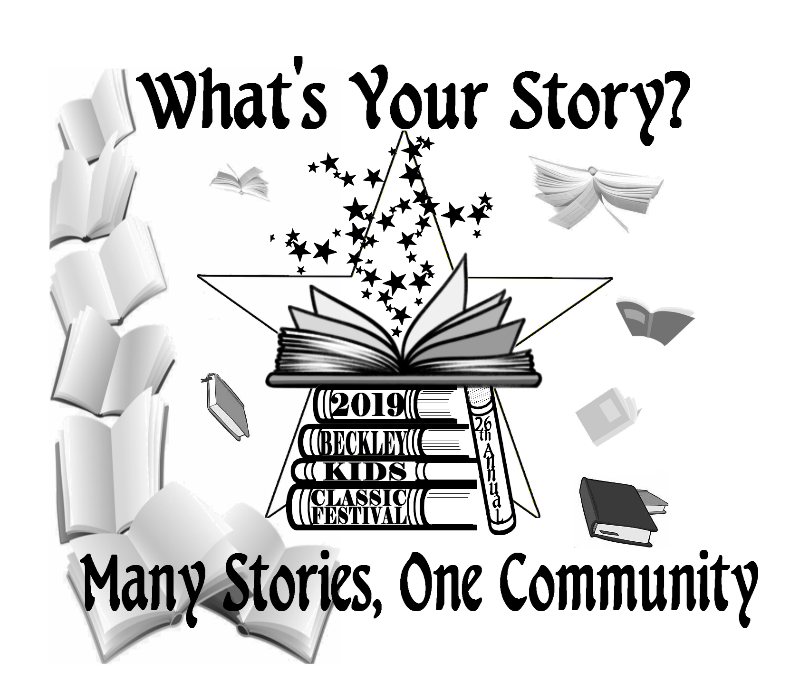 What's Your Story?
2019
BECKLEY
KIDS
CLASSIC
FESTIVAL
26th Annual
Many Stories, One Community